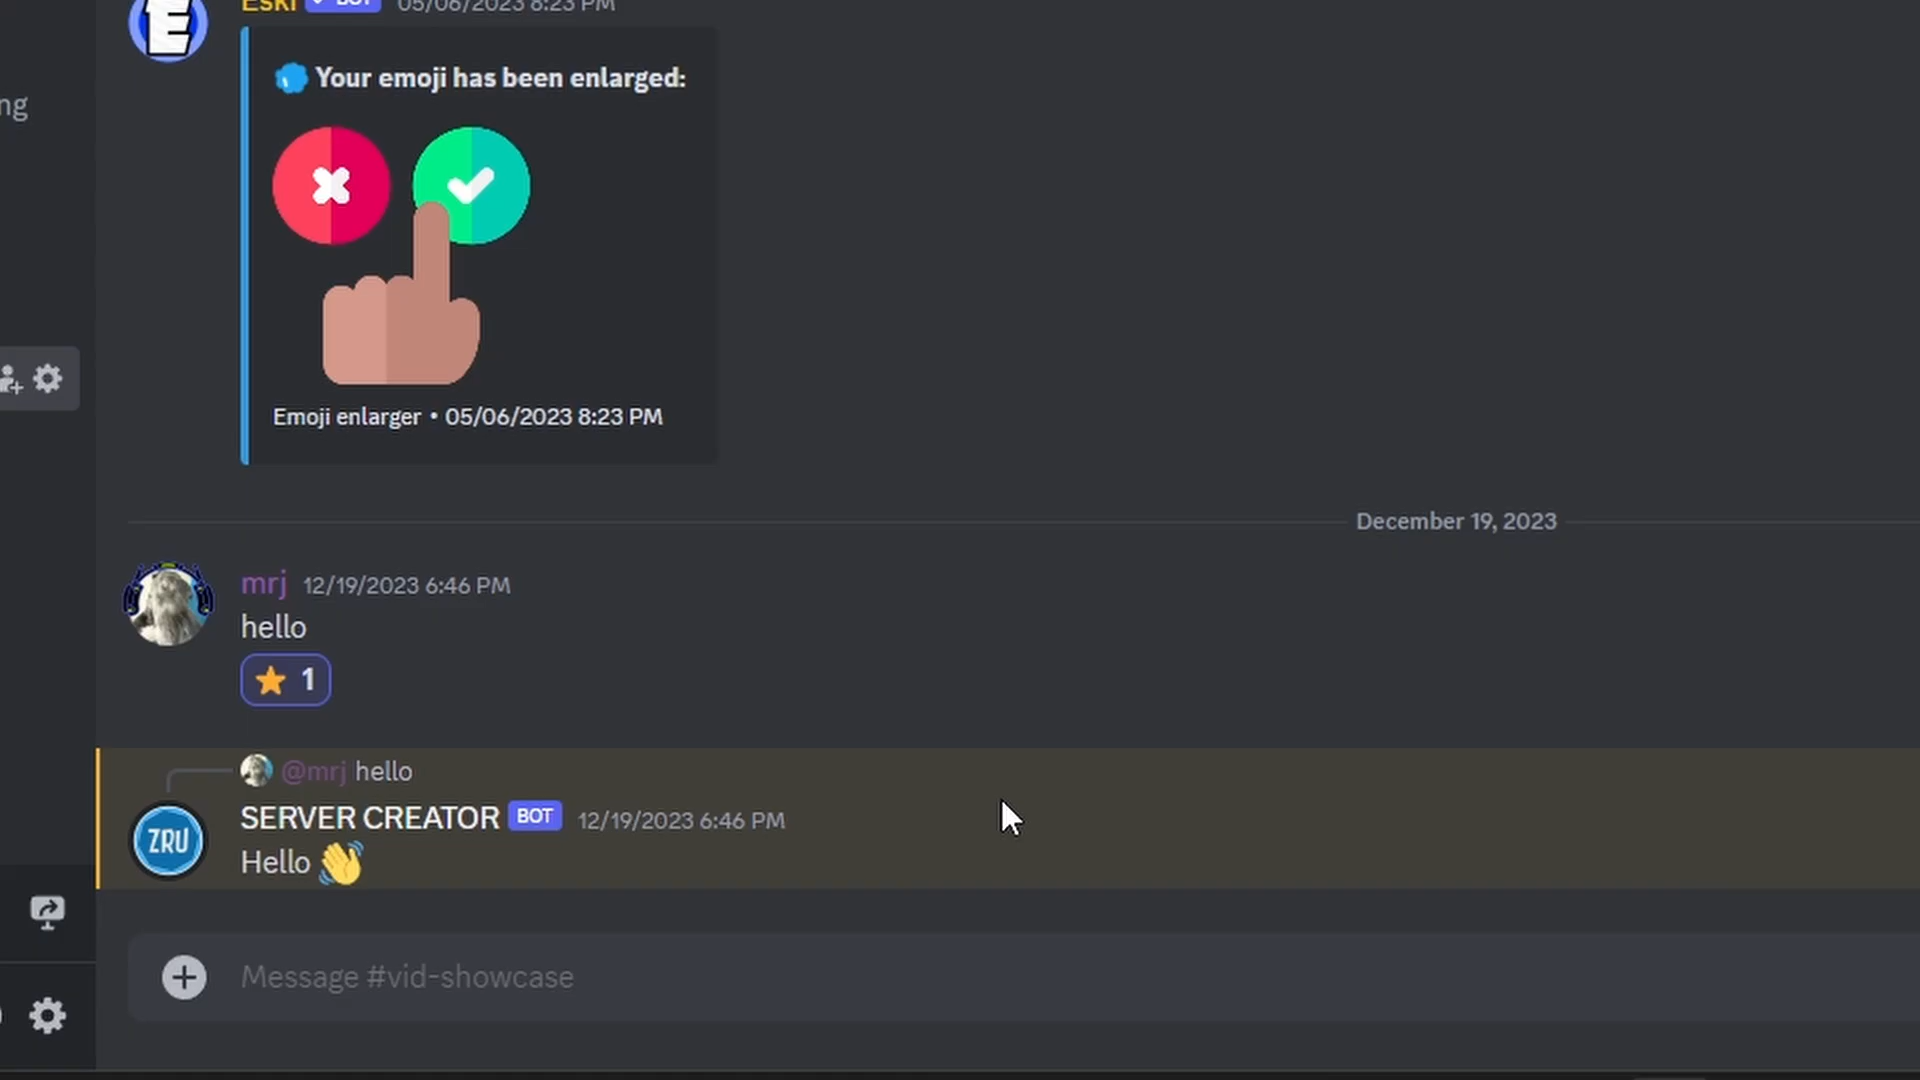 ng
Eski BOT 05/06/2023 8:23 PM
E
Your emoji has been enlarged:
Emoji enlarger • 05/06/2023 8:23 PM
December 19, 2023
mrj 12/19/2023 6:46 PM
hello
1
@mrj hello
SERVER CREATOR BOT 12/19/2023 6:46 PM
ZRU
Hello
Message #vid-showcase